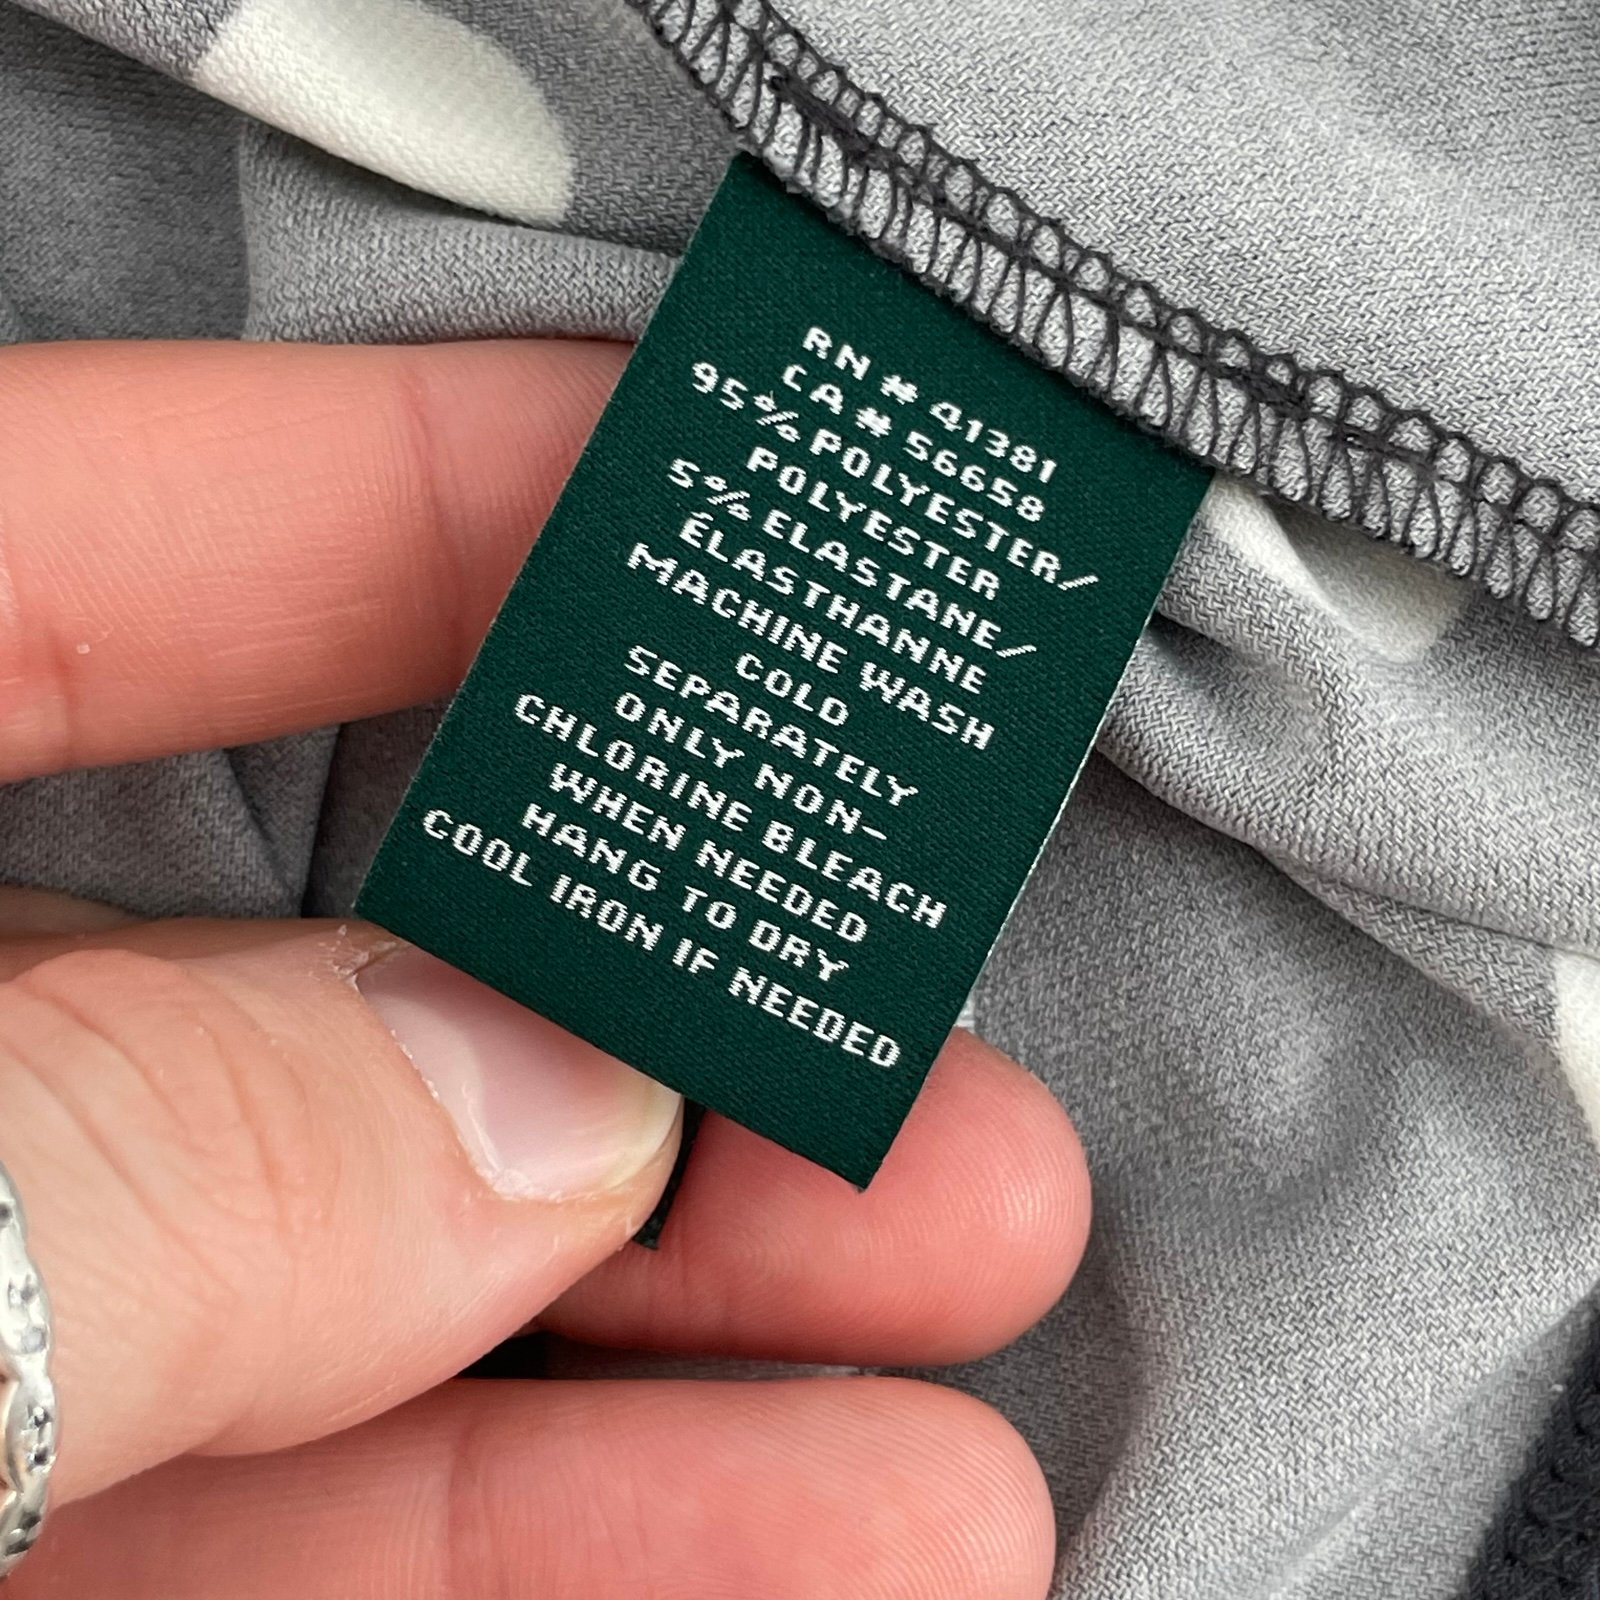 RN # 41381
CA # 56658
95% POLYESTER/
POLYESTER
5% ELASTANE/
ÉLASTHANNE
MACHINE WASH
COLD
SEPARATELY
ONLY NON-
CHLORINE BLEACH
WHEN NEEDED
HANG TO DRY
COOL IRON IF NEEDED